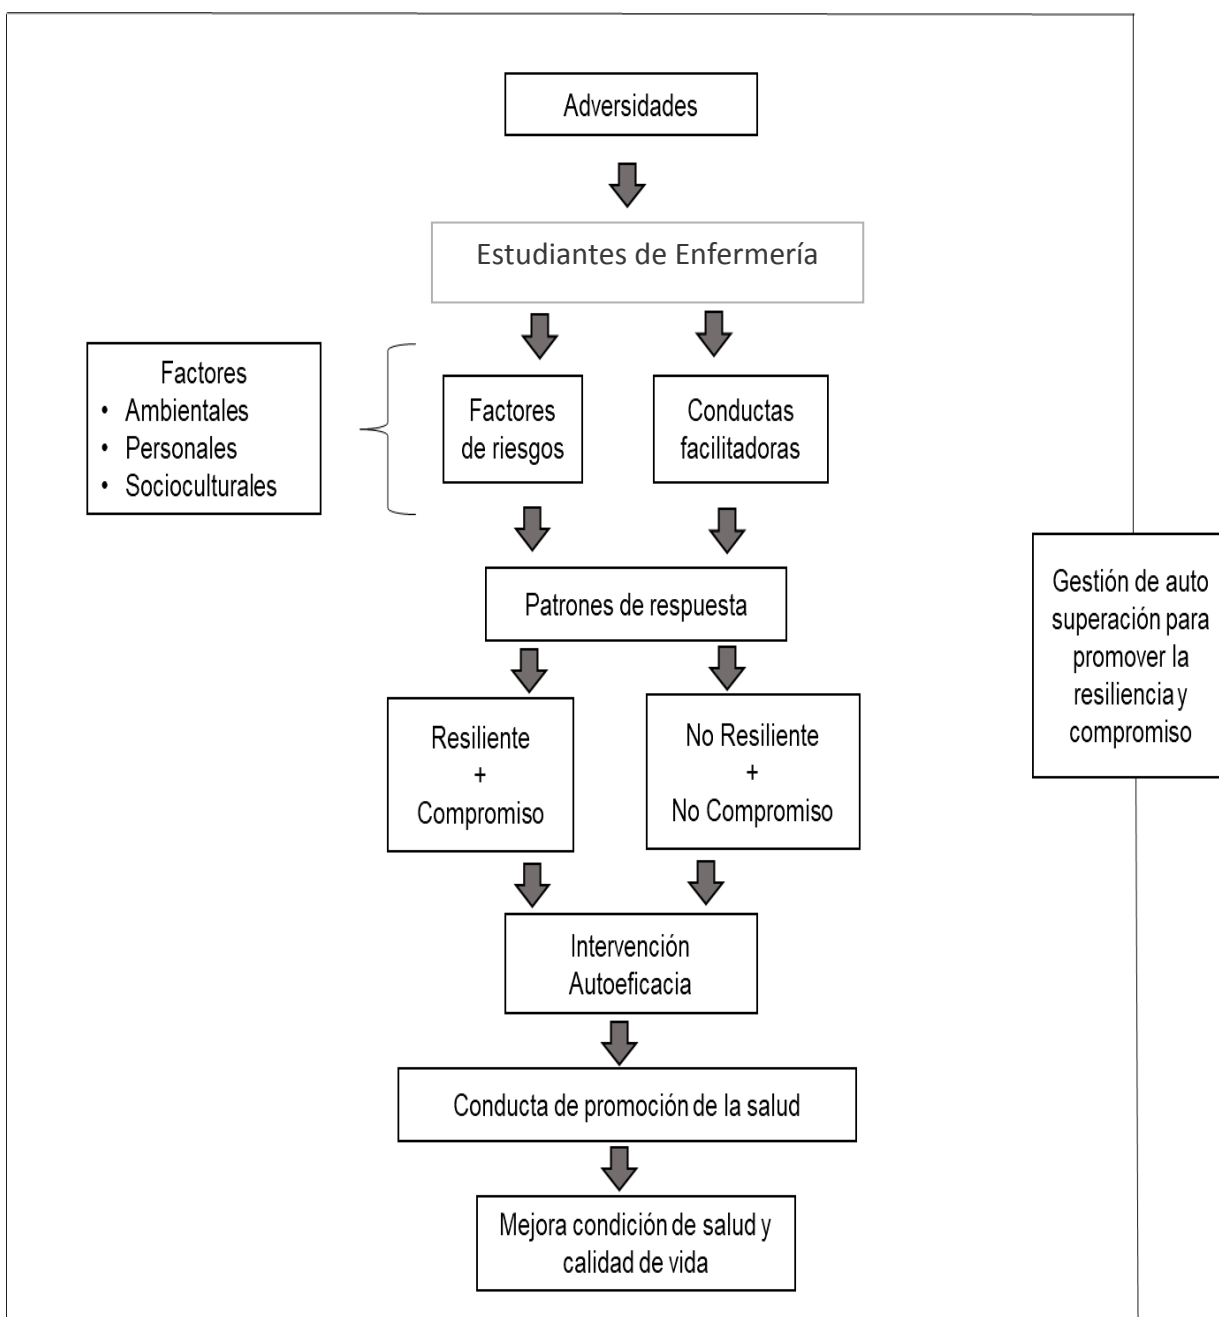 Adversidades
Estudiantes de Enfermería
Factores
• Ambientales
• Personales
• Socioculturales
Factores
de riesgos
Conductas
facilitadoras
Patrones de respuesta
Gestión de auto
superación para
promover la
resiliencia y
compromiso
Resiliente
+
Compromiso
No Resiliente
+
No Compromiso
Intervención
Autoeficacia
Conducta de promoción de la salud
Mejora condición de salud y
calidad de vida